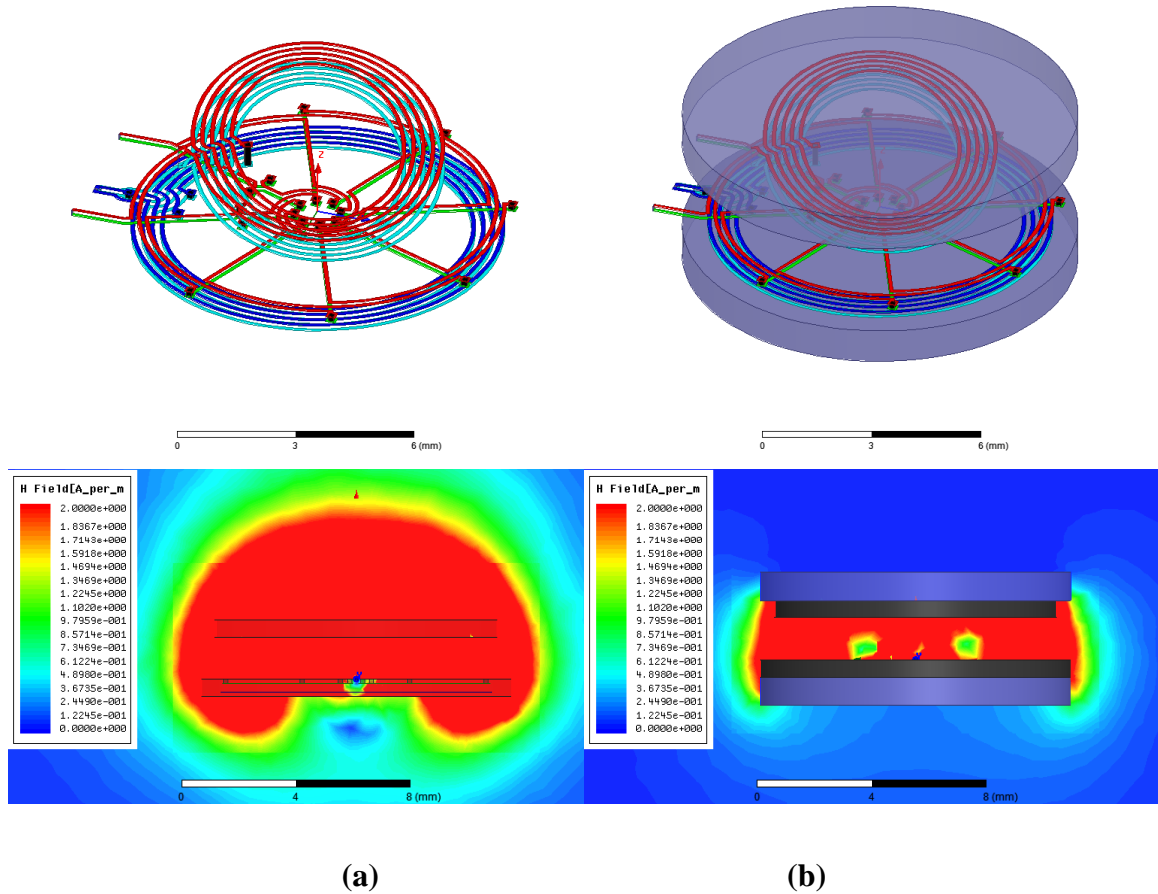 z
0 3 6 (mm)
0 3 6 (mm)
H Field[A_per_m
2.0000e+000
1.8367e+000
1.7143e+000
1.5918e+000
1.4694e+000
1.3469e+000
1.2245e+000
1.1020e+000
9.7959e-001
8.5714e-001
7.3469e-001
6.1224e-001
4.8980e-001
3.6735e-001
2.4490e-001
1.2245e-001
0.0000e+000
0 4 8 (mm)
H Field[A_per_m
2.0000e+000
1.8367e+000
1.7143e+000
1.5918e+000
1.4694e+000
1.3469e+000
1.2245e+000
1.1020e+000
9.7959e-001
8.5714e-001
7.3469e-001
6.1224e-001
4.8980e-001
3.6735e-001
2.4490e-001
1.2245e-001
0.0000e+000
0 4 8 (mm)
(a) (b)